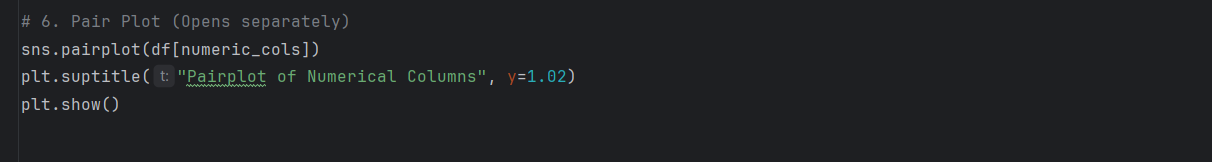 # 6. Pair Plot (Opens separately)
sns.pairplot(df[numeric_cols])
plt.suptitle( t: "Pairplot of Numerical Columns", y=1.02)
plt.show()